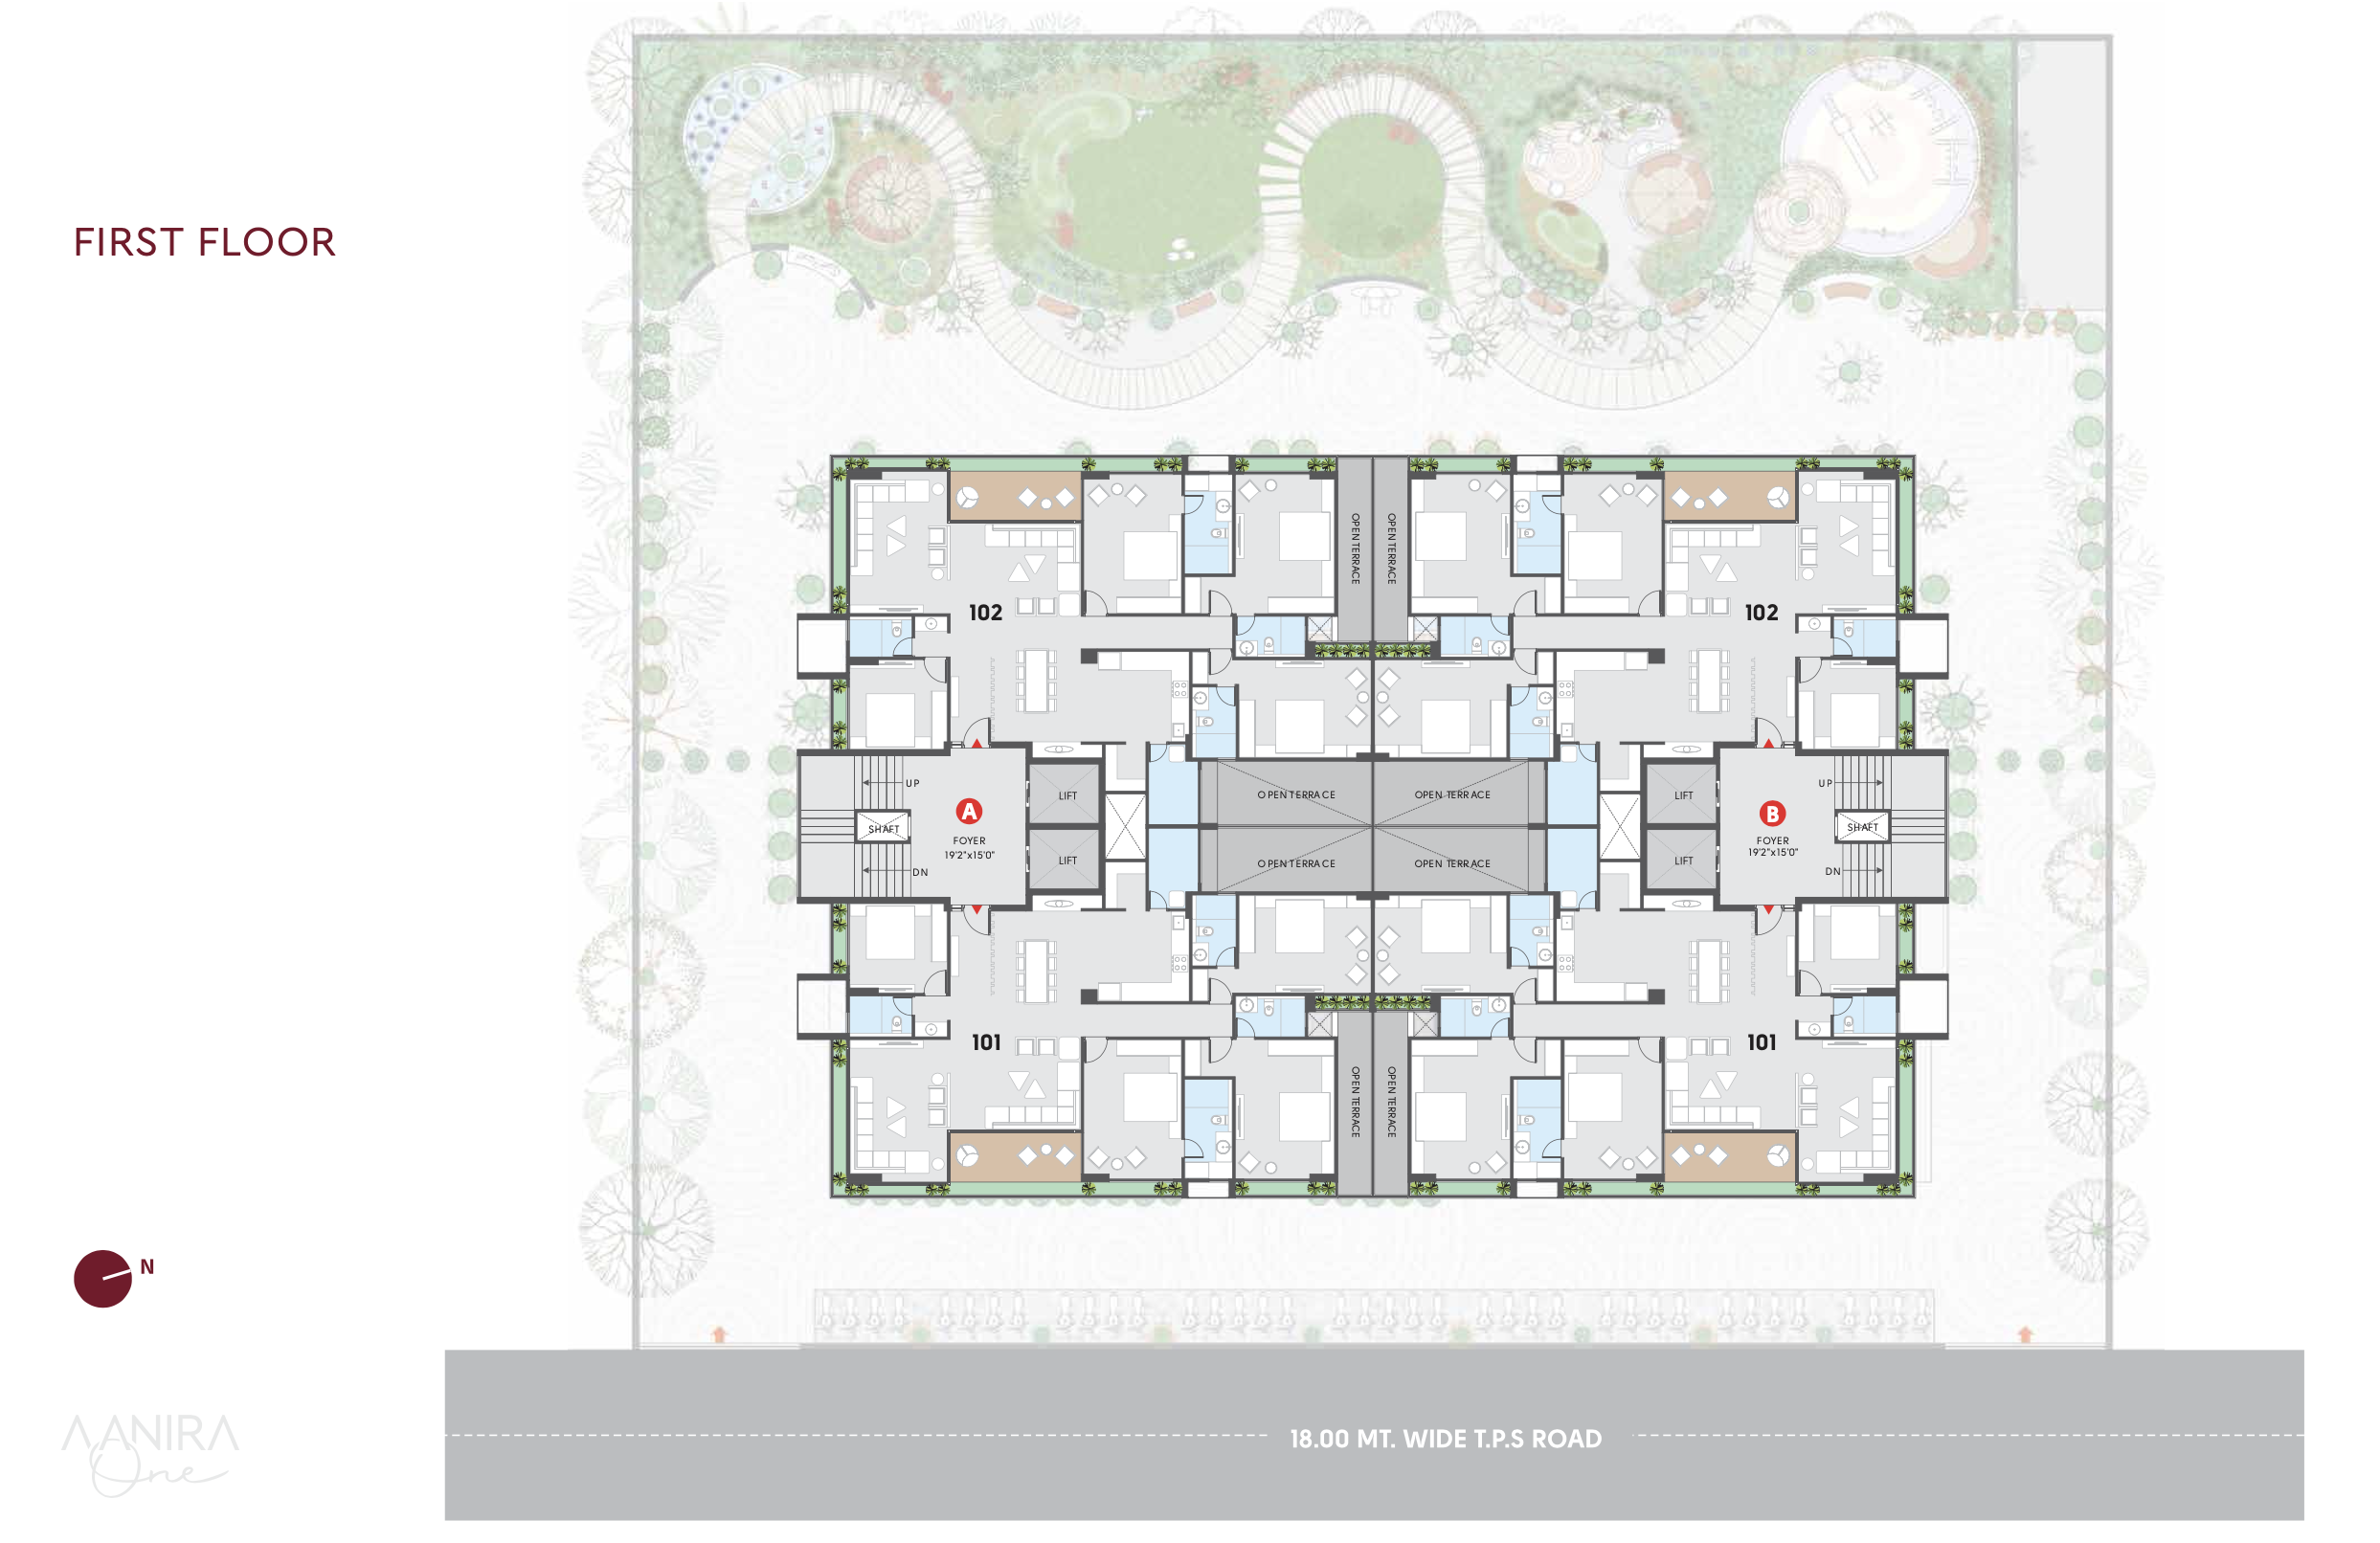 FIRST FLOOR
OPEN TERRACE
OPEN TERRACE
102
102
UP
LIFT
OPEN TERRACE
OPEN TERRACE
LIFT
UP
A
B
SHAFT
FOYER
19'2"x15'0"
FOYER
19'2"x15'0"
SHAFT
LIFT
OPEN TERRACE
OPEN TERRACE
LIFT
DN
DN
101
101
OPEN TERRACE
OPEN TERRACE
N
AANIRA
One
18.00 MT. WIDE T.P.S ROAD